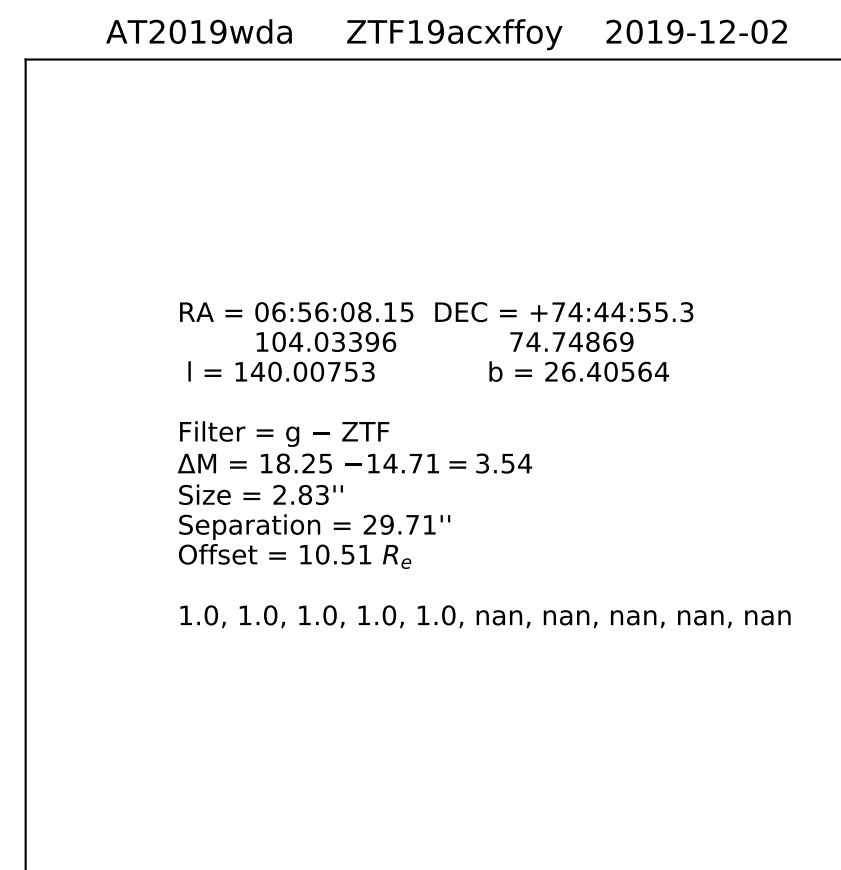 AT2019wda ZTF19acxffoy 2019-12-02
RA = 06:56:08.15 DEC = +74:44:55.3
104.03396 74.74869
l = 140.00753 b = 26.40564
Filter = g − ZTF
ΔM = 18.25 −14.71 = 3.54
Size = 2.83''
Separation = 29.71''
Offset = 10.51 Rₑ
1.0, 1.0, 1.0, 1.0, 1.0, nan, nan, nan, nan, nan